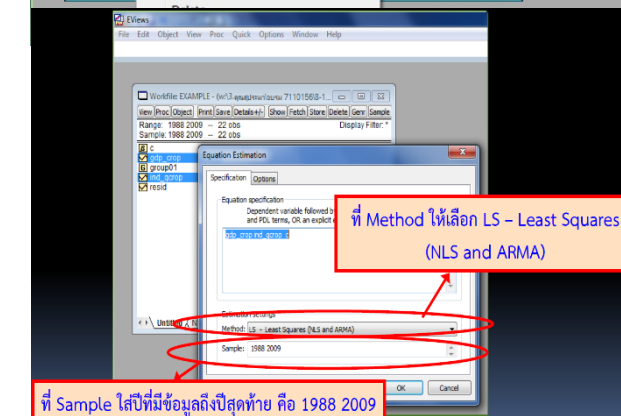 EViews
File Edit Object View Proc Quick Options Window Help
Workfile: EXAMPLE - (w:\
View Proc Object Print Save Details+/- Show Fetch Store Delete Genr Sample
Range: 1988 2009 – 22 obs Display Filter: *
Sample: 1988 2009 – 22 obs
c
gdp_crop
group01
ind_qcrop
resid
Equation Estimation
Specification Options
Equation specification
Dependent variable followed b
and PDL terms, OR an explicit e
gdp_crop ind_qcrop c
ที่ Method ให้เลือก LS – Least Squares
(NLS and ARMA)
Estimation settings
Untitled
Method: LS - Least Squares (NLS and ARMA)
Sample: 1988 2009
OK Cancel
ที่ Sample ใส่ปีที่มีข้อมูลถึงปีสุดท้าย คือ 1988 2009